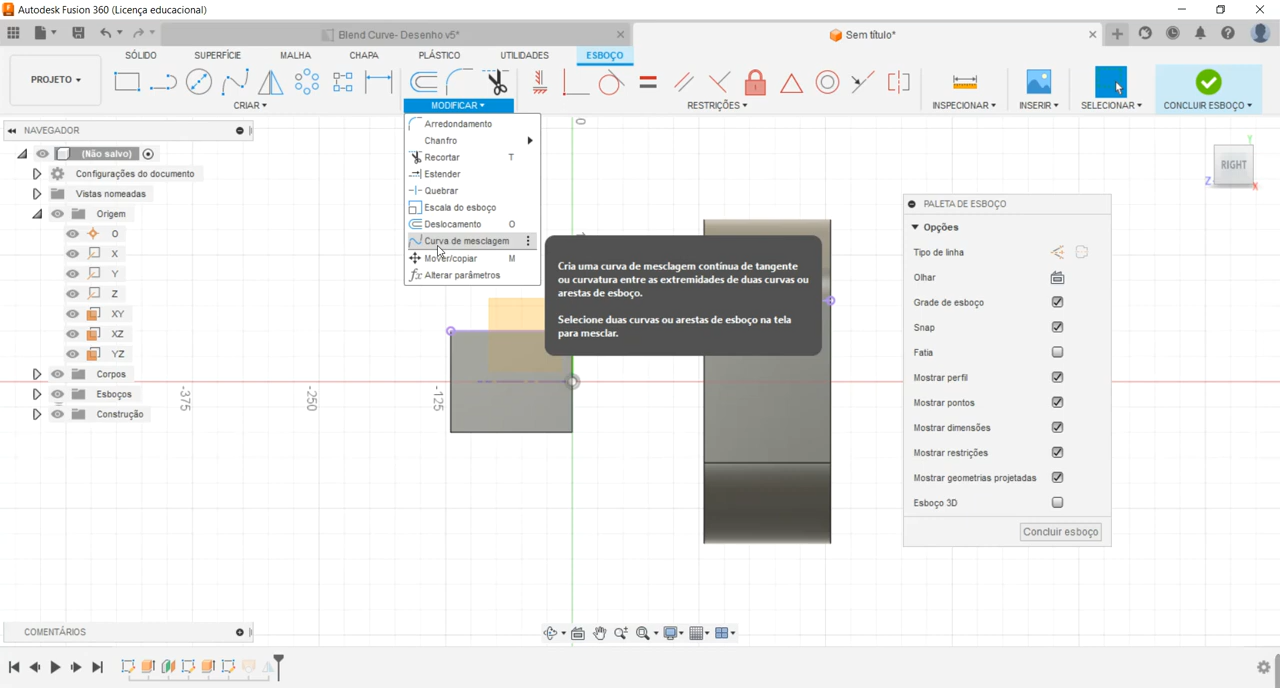 Autodesk Fusion 360 (Licença educacional)
Blend Curve- Desenho v5*
Sem título*
PROJETO
SÓLIDO
SUPERFÍCIE
MALHA
CHAPA
PLÁSTICO
UTILIDADES
ESBOÇO
CRIAR
MODIFICAR
RESTRIÇÕES
INSPECIONAR
INSERIR
SELECIONAR
CONCLUIR ESBOÇO
Arredondamento
Chanfro
Recortar T
Estender
Quebrar
Escala do esboço
Deslocamento O
Curva de mesclagem
Mover/copiar M
Alterar parâmetros
Cria uma curva de mesclagem contínua de tangente
ou curvatura entre as extremidades de duas curvas ou
arestas de esboço.
Selecione duas curvas ou arestas de esboço na tela
para mesclar.
NAVEGADOR
(Não salvo)
Configurações do documento
Vistas nomeadas
Origem
O
X
Y
Z
XY
XZ
YZ
Corpos
Esboços
Construção
0
-375
-250
-125
Y
RIGHT
Z
X
PALETA DE ESBOÇO
Opções
Tipo de linha
Olhar
Grade de esboço
Snap
Fatia
Mostrar perfil
Mostrar pontos
Mostrar dimensões
Mostrar restrições
Mostrar geometrias projetadas
Esboço 3D
Concluir esboço
COMENTÁRIOS